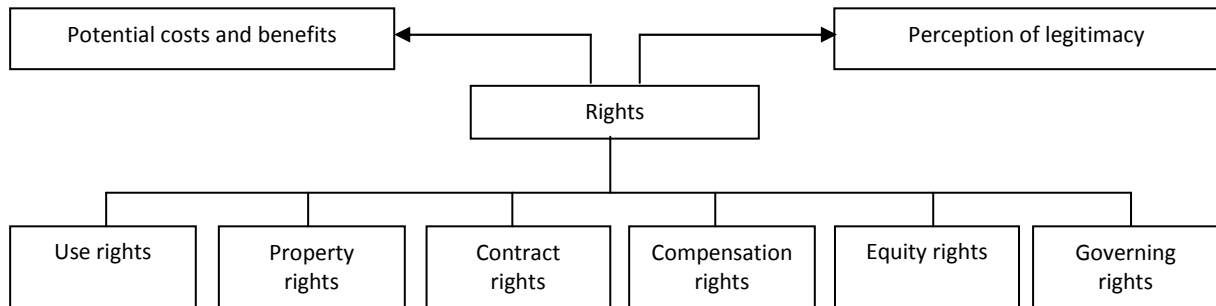 Potential costs and benefits
Perception of legitimacy
Rights
Use rights
Property
rights
Contract
rights
Compensation
rights
Equity rights
Governing
rights